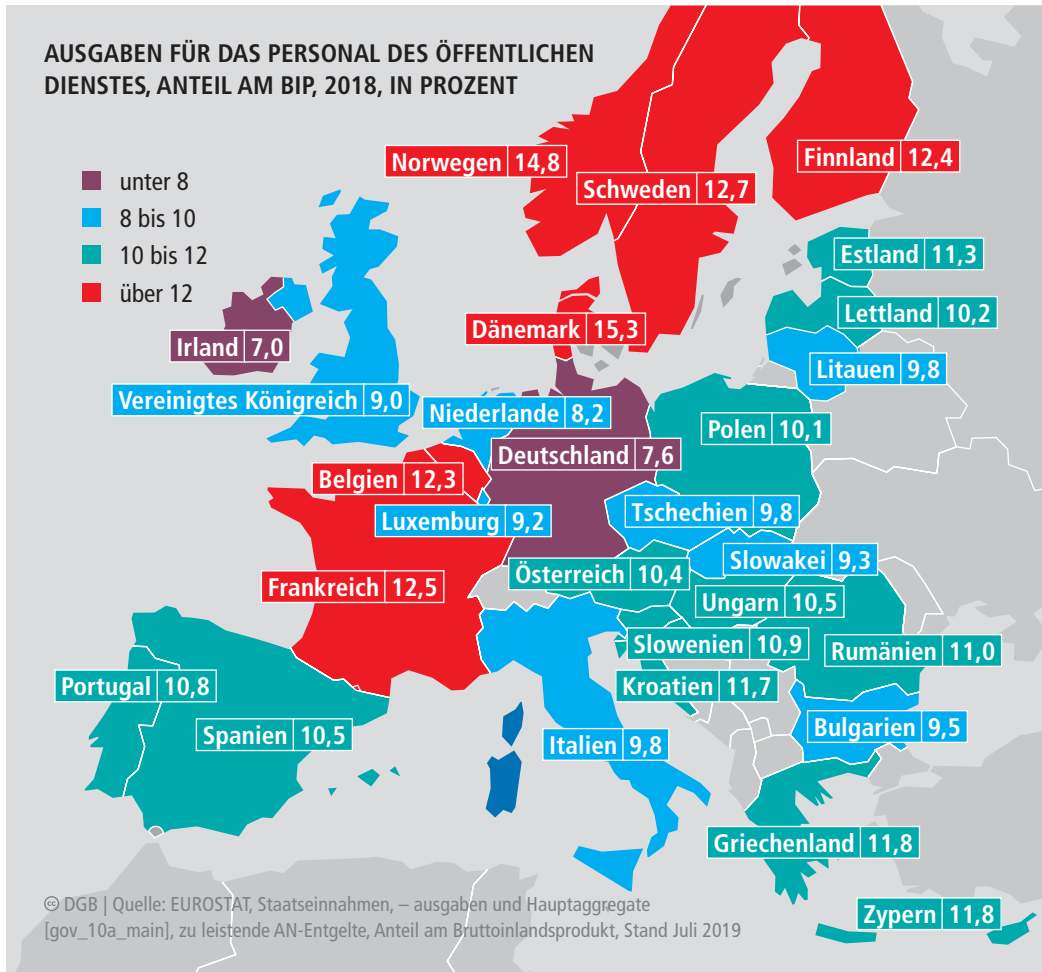 AUSGABEN FÜR DAS PERSONAL DES ÖFFENTLICHEN
DIENSTES, ANTEIL AM BIP, 2018, IN PROZENT
unter 8
8 bis 10
10 bis 12
über 12
Norwegen 14,8
Schweden 12,7
Finnland 12,4
Estland 11,3
Lettland 10,2
Litauen 9,8
Dänemark 15,3
Irland 7,0
Vereinigtes Königreich 9,0
Niederlande 8,2
Polen 10,1
Deutschland 7,6
Belgien 12,3
Luxemburg 9,2
Tschechien 9,8
Slowakei 9,3
Frankreich 12,5
Österreich 10,4
Ungarn 10,5
Slowenien 10,9
Rumänien 11,0
Kroatien 11,7
Portugal 10,8
Spanien 10,5
Italien 9,8
Bulgarien 9,5
Griechenland 11,8
Zypern 11,8
🅭 DGB | Quelle: EUROSTAT, Staatseinnahmen, – ausgaben und Hauptaggregate
[gov_10a_main], zu leistende AN-Entgelte, Anteil am Bruttoinlandsprodukt, Stand Juli 2019